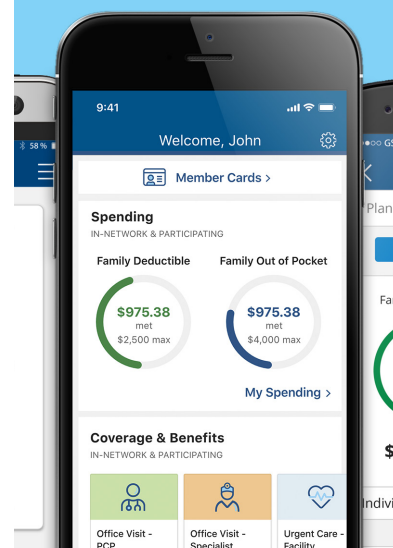 9:41
58 %
GS
Welcome, John
Member Cards >
Plan
Spending
IN-NETWORK & PARTICIPATING
Family Deductible
Family Out of Pocket
Fa
$975.38
met
$2,500 max
$975.38
met
$4,000 max
My Spending >
$
Coverage & Benefits
IN-NETWORK & PARTICIPATING
Indivi
Office Visit -
PCP
Office Visit -
Specialist
Urgent Care -
Facility